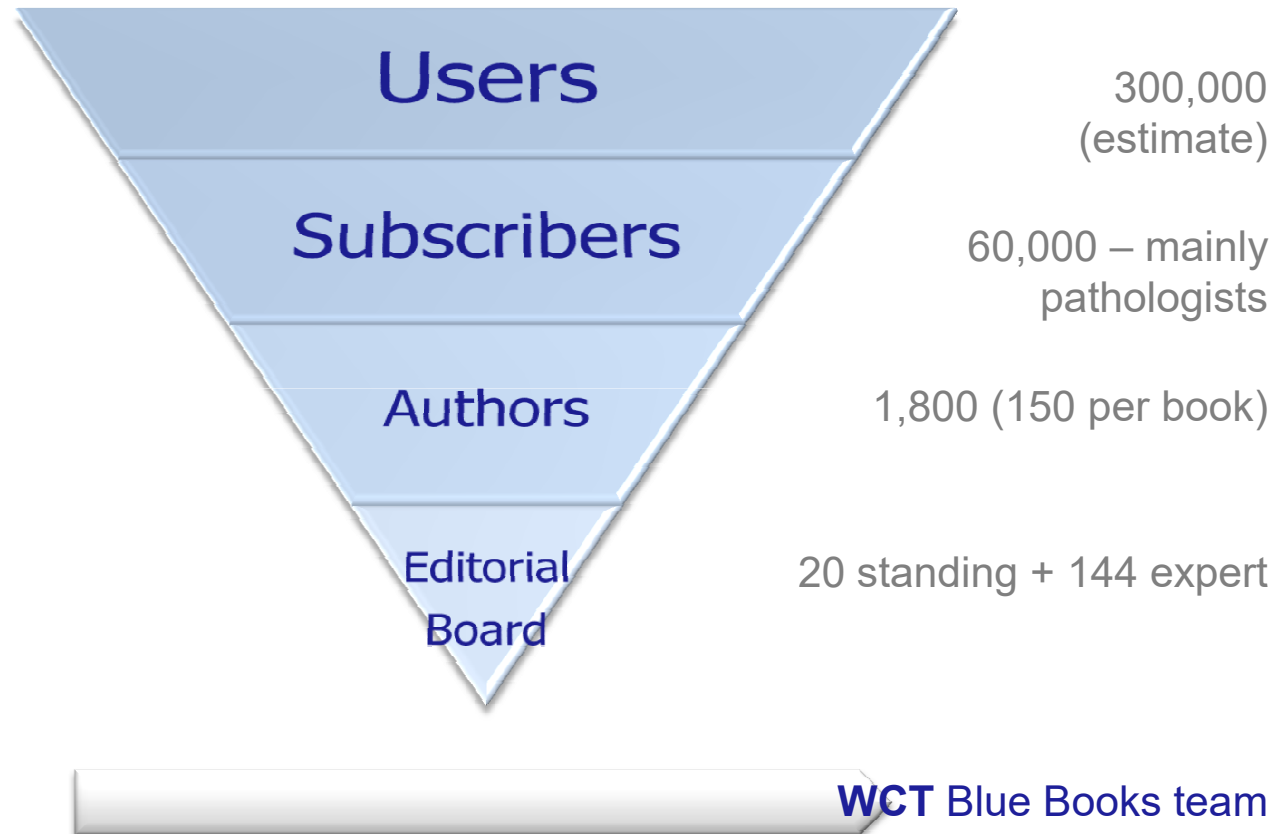 Users
300,000
(estimate)
Subscribers
60,000 – mainly
pathologists
Authors
1,800 (150 per book)
Editorial
Board
20 standing + 144 expert
WCT Blue Books team